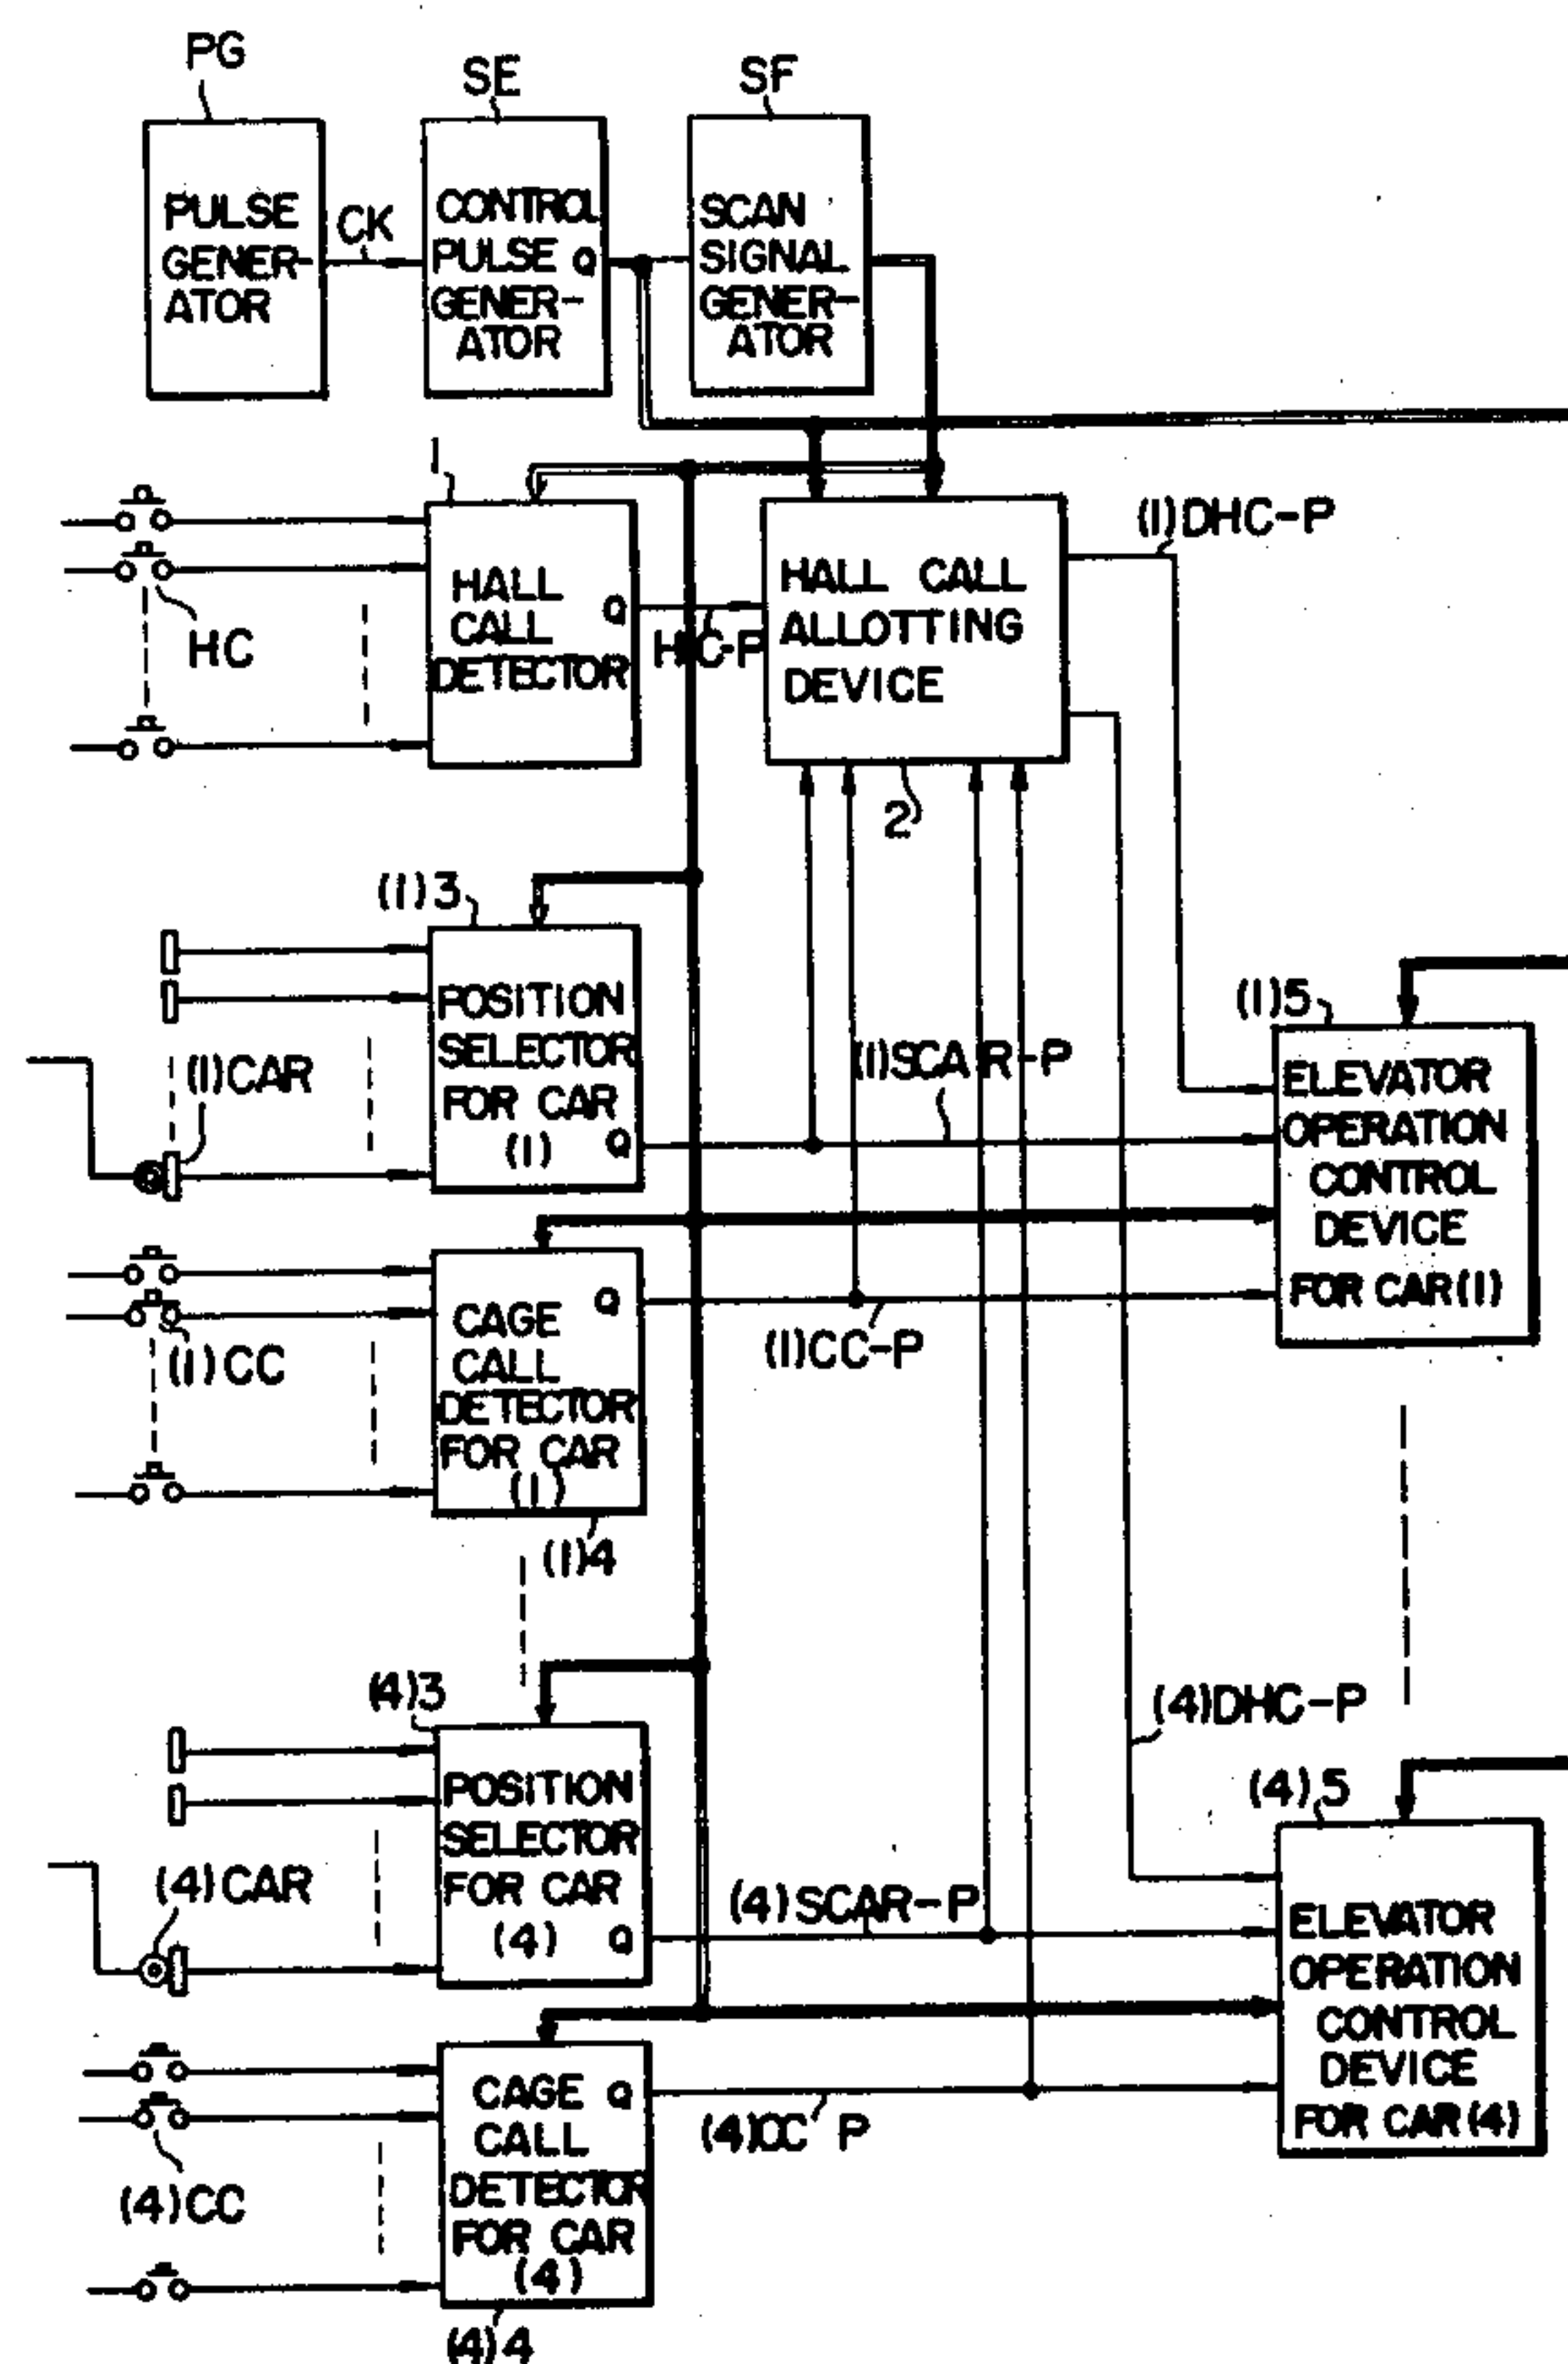 PG
SE
SF
PULSE
GENER-
ATOR
CK
CONTROL
PULSE Q
GENER-
ATOR
SCAN
SIGNAL
GENER-
ATOR
1
HC
HALL
CALL Q
DETECTOR
HC-P
HALL CALL
ALLOTTING
DEVICE
2
(1)DHC-P
(1)3
(1)CAR
POSITION
SELECTOR
FOR CAR
(1) Q
(1)SCAR-P
(1)5
ELEVATOR
OPERATION
CONTROL
DEVICE
FOR CAR(1)
(1)CC
CAGE Q
CALL
DETECTOR
FOR CAR
(1)
(1)CC-P
(1)4
(4)3
(4)CAR
POSITION
SELECTOR
FOR CAR
(4) Q
(4)SCAR-P
(4)DHC-P
(4)5
ELEVATOR
OPERATION
CONTROL
DEVICE
FOR CAR(4)
(4)CC
CAGE Q
CALL
DETECTOR
FOR CAR
(4)
(4)CC P
(4)4